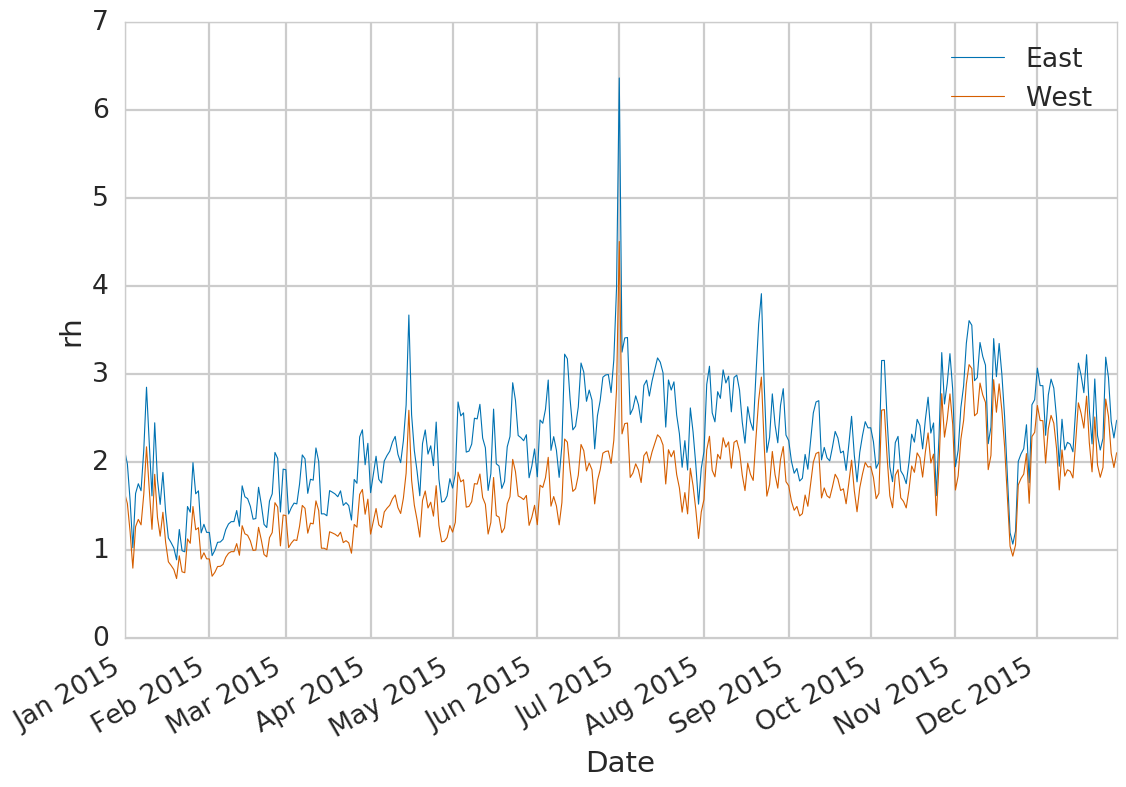 7
6
5
4
3
2
1
0
rh
East
West
Jan 2015
Feb 2015
Mar 2015
Apr 2015
May 2015
Jun 2015
Jul 2015
Aug 2015
Sep 2015
Oct 2015
Nov 2015
Dec 2015
Date